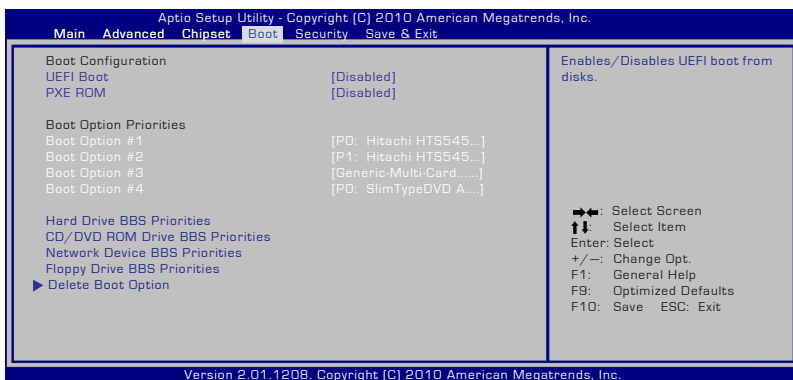 Aptio Setup Utility - Copyright (C) 2010 American Megatrends, Inc.
Main Advanced Chipset Boot Security Save & Exit
Boot Configuration
UEFI Boot [Disabled]
PXE ROM [Disabled]
Boot Option Priorities
Boot Option #1 [P0: Hitachi HTS545...]
Boot Option #2 [P1: Hitachi HTS545...]
Boot Option #3 [Generic-Multi-Card......]
Boot Option #4 [P0: SlimTypeDVD A....]
Hard Drive BBS Priorities
CD/DVD ROM Drive BBS Priorities
Network Device BBS Priorities
Floppy Drive BBS Priorities
Delete Boot Option
Enables/Disables UEFI boot from
disks.
→←: Select Screen
↑↓: Select Item
Enter: Select
+/—: Change Opt.
F1: General Help
F9: Optimized Defaults
F10: Save ESC: Exit
Version 2.01.1208. Copyright (C) 2010 American Megatrends, Inc.